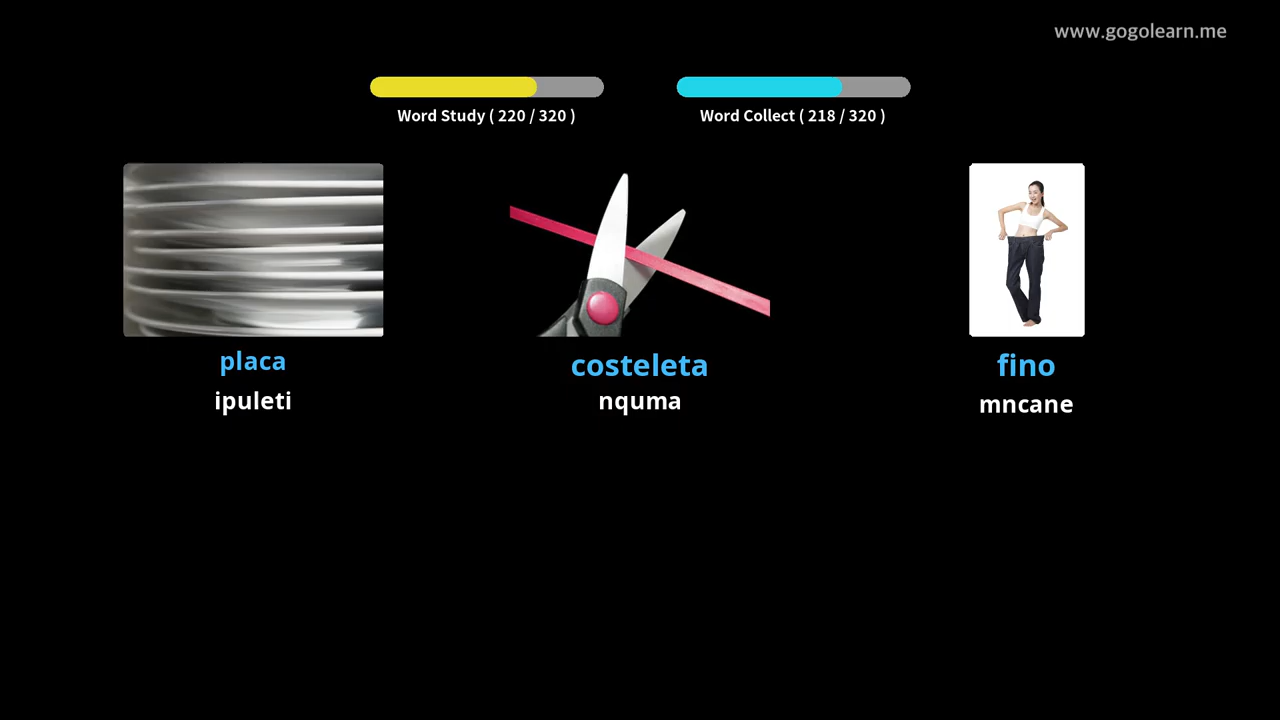 www.gogolearn.me
Word Study ( 220 / 320 )
Word Collect ( 218 / 320 )
placa
ipuleti
costeleta
nquma
fino
mncane